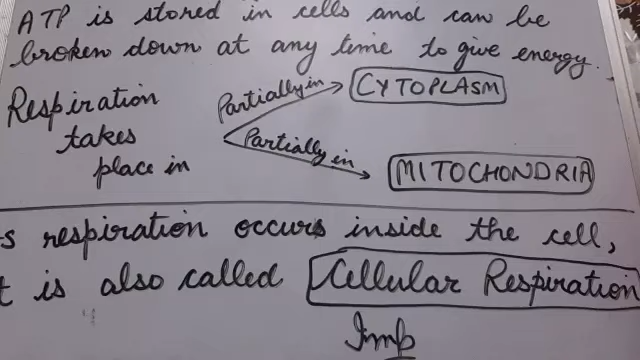 ATP is stored in cells and can be
broken down at any time to give energy.
Respiration
takes
place in
Partially in
CYTOPLASM
Partially in
MITOCHONDRIA
s respiration occurs inside the cell,
t is also called Cellular Respiration
Imp